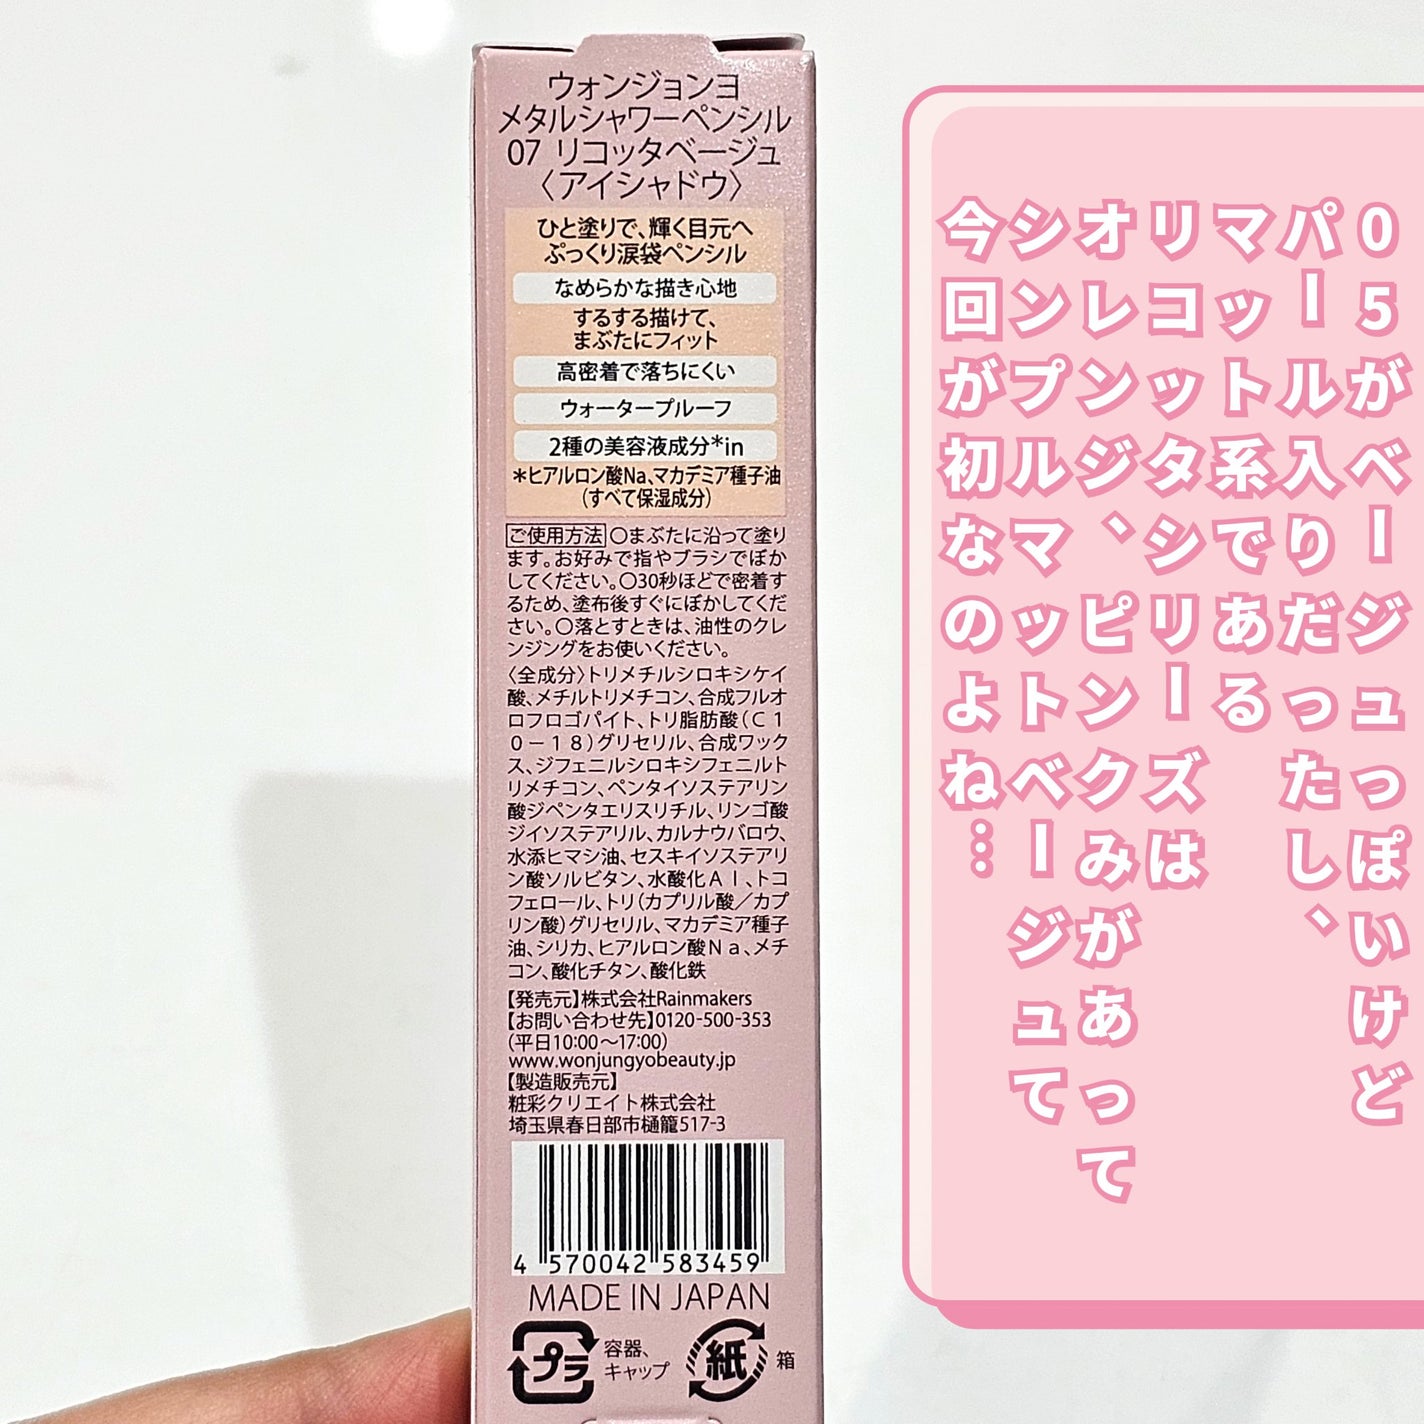 ウォンジョンヨ
メタルシャワーペンシル
07 リコッタベージュ
〈アイシャドウ〉
ひと塗りで、輝く目元へ
ぷっくり涙袋ペンシル
なめらかな描き心地
するする描けて、
まぶたにフィット
高密着で落ちにくい
ウォータープルーフ
2種の美容液成分*in
*ヒアルロン酸Na、マカデミア種子油
(すべて保湿成分)
ご使用方法 ○まぶたに沿って塗り
ます。お好みで指やブラシでぼか
してください。○30秒ほどで密着す
るため、塗布後すぐにぼかしてくだ
さい。○落とすときは、油性のクレ
ンジングをお使いください。
〈全成分〉トリメチルシロキシケイ
酸、メチルトリメチコン、合成フルオ
ロフロゴパイト、トリ脂肪酸(C1
0-18)グリセリル、合成ワック
ス、ジフェニルシロキシフェニルト
リメチコン、ペンタイソステアリン
酸ジペンタエリスリチル、リンゴ酸
ジイソステアリル、カルナウバロウ、
水添ヒマシ油、セスキイソステアリ
ン酸ソルビタン、水酸化Al、トコ
フェロール、トリ(カプリル酸/カプ
リン酸)グリセリル、マカデミア種子
油、シリカ、ヒアルロン酸Na、メチ
コン、酸化チタン、酸化鉄
【発売元】株式会社Rainmakers
【お問い合わせ先】0120-500-353
(平日10:00~17:00)
www.wonjungyobeauty.jp
【製造販売元】
粧彩クリエイト株式会社
埼玉県春日部市樋籠517-3
4 570042 583459
MADE IN JAPAN
プラ 容器、
キャップ
紙 箱
05がベージュっぽいけど
パール入りだったし、
マット系である
リコッタシリーズは
オレンジ、ピンクみがあって
シンプルマットベージュって
今回が初なのよね…